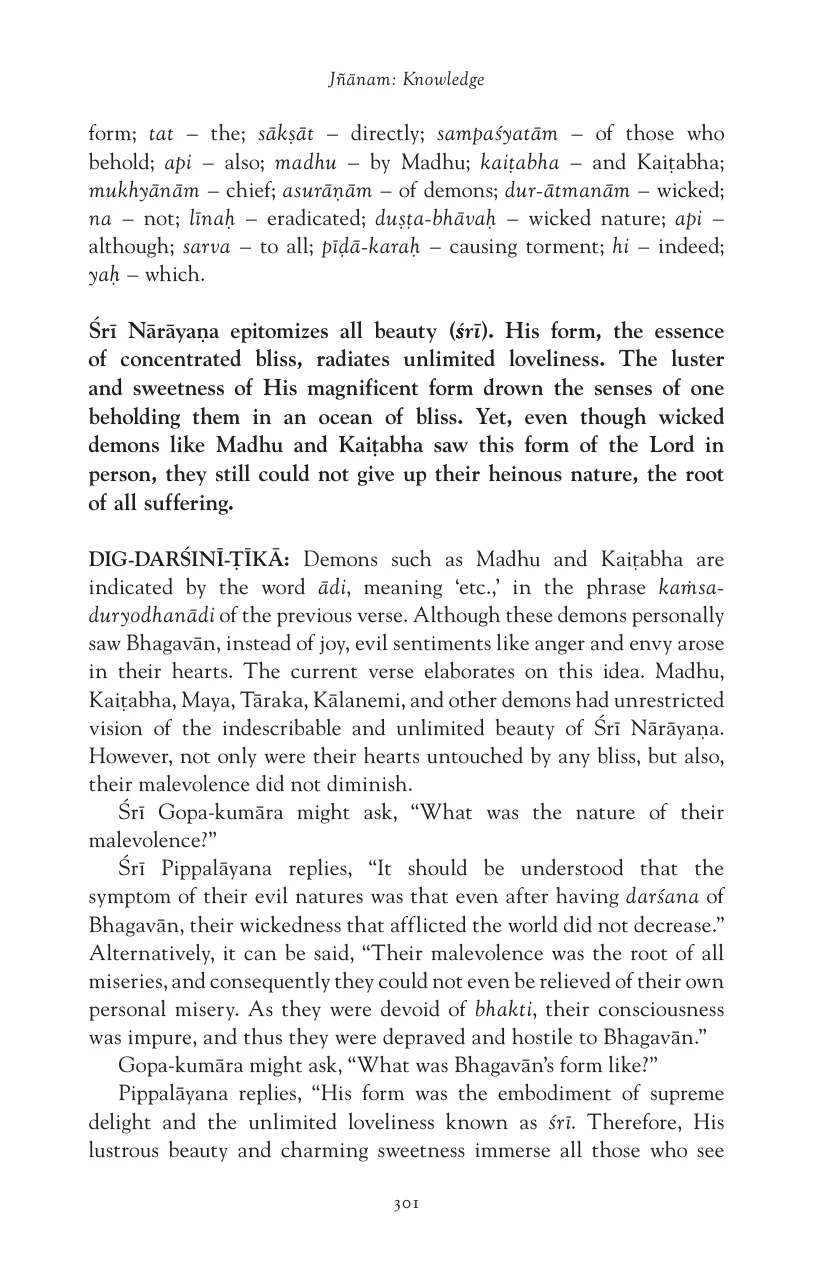 Jñānam: Knowledge
form; tat – the; sākṣāt – directly; sampaśyatām – of those who
behold; api – also; madhu – by Madhu; kaiṭabha – and Kaiṭabha;
mukhyānām – chief; asurāṇām – of demons; dur-ātmanām – wicked;
na – not; līnaḥ – eradicated; duṣṭa-bhāvaḥ – wicked nature; api –
although; sarva – to all; pīḍā-karaḥ – causing torment; hi – indeed;
yaḥ – which.
Śrī Nārāyaṇa epitomizes all beauty (śrī). His form, the essence
of concentrated bliss, radiates unlimited loveliness. The luster
and sweetness of His magnificent form drown the senses of one
beholding them in an ocean of bliss. Yet, even though wicked
demons like Madhu and Kaiṭabha saw this form of the Lord in
person, they still could not give up their heinous nature, the root
of all suffering.
DIG-DARŚINĪ-ṬĪKĀ: Demons such as Madhu and Kaiṭabha are
indicated by the word ādi, meaning ‘etc.,’ in the phrase kaṁsa-
duryodhanādi of the previous verse. Although these demons personally
saw Bhagavān, instead of joy, evil sentiments like anger and envy arose
in their hearts. The current verse elaborates on this idea. Madhu,
Kaiṭabha, Maya, Tāraka, Kālanemi, and other demons had unrestricted
vision of the indescribable and unlimited beauty of Śrī Nārāyaṇa.
However, not only were their hearts untouched by any bliss, but also,
their malevolence did not diminish.
Śrī Gopa-kumāra might ask, “What was the nature of their
malevolence?”
Śrī Pippalāyana replies, “It should be understood that the
symptom of their evil natures was that even after having darśana of
Bhagavān, their wickedness that afflicted the world did not decrease.”
Alternatively, it can be said, “Their malevolence was the root of all
miseries, and consequently they could not even be relieved of their own
personal misery. As they were devoid of bhakti, their consciousness
was impure, and thus they were depraved and hostile to Bhagavān.”
Gopa-kumāra might ask, “What was Bhagavān’s form like?”
Pippalāyana replies, “His form was the embodiment of supreme
delight and the unlimited loveliness known as śrī. Therefore, His
lustrous beauty and charming sweetness immerse all those who see
301